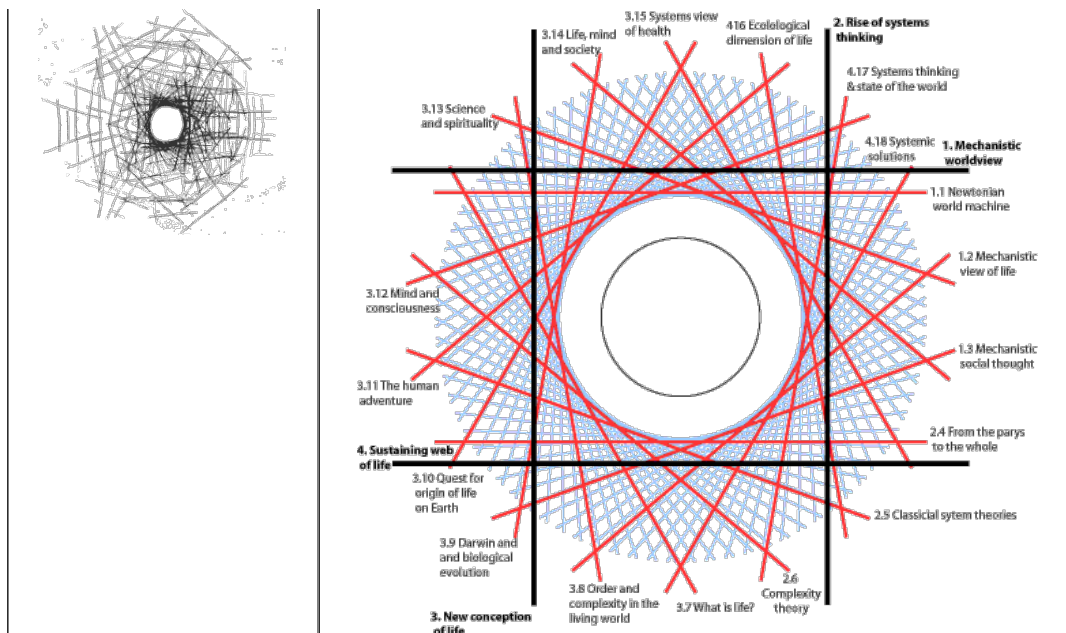 3.15 Systems view
of health
416 Ecolological
dimension of life
2. Rise of systems
thinking
3.14 Life, mind
and society
4.17 Systems thinking
& state of the world
3.13 Science
and spirituality
4.18 Systemic
solutions
1. Mechanistic
worldview
1.1 Newtonian
world machine
1.2 Mechanistic
view of life
3.12 Mind and
consciousness
1.3 Mechanistic
social thought
3.11 The human
adventure
2.4 From the parys
to the whole
4. Sustaining web
of life
3.10 Quest for
origin of life
on Earth
2.5 Classicial sytem theories
3.9 Darwin and
and biological
evolution
2.6
Complexity
theory
3.8 Order and
complexity in the
living world
3.7 What is life?
3. New conception
of life